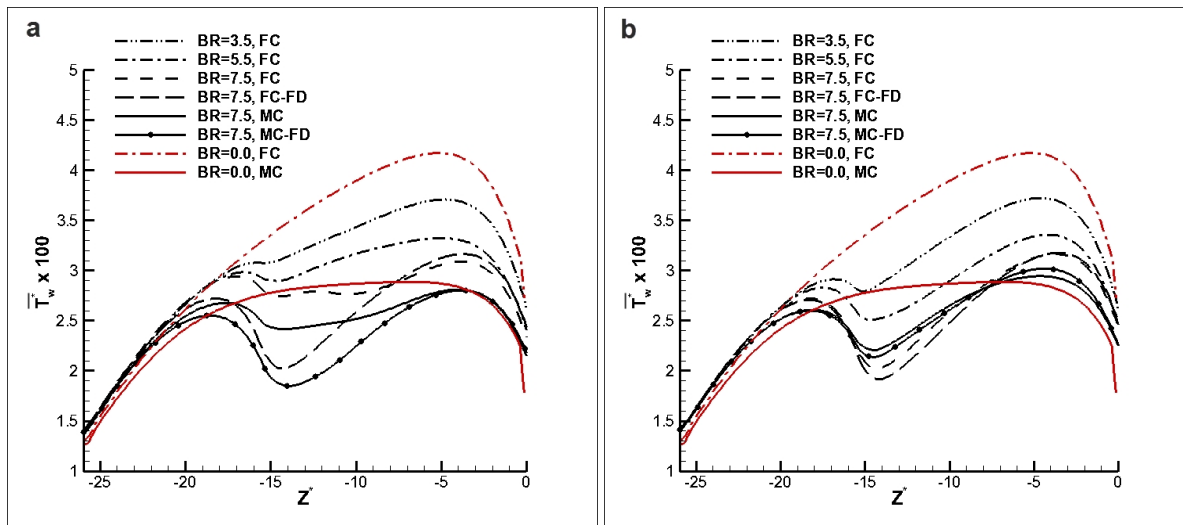 a
BR=3.5, FC
BR=5.5, FC
BR=7.5, FC
BR=7.5, FC-FD
BR=7.5, MC
BR=7.5, MC-FD
BR=0.0, FC
BR=0.0, MC
5
4.5
4
3.5
3
2.5
2
1.5
1
T*w x 100
-25 -20 -15 -10 -5 0
Z*
b
BR=3.5, FC
BR=5.5, FC
BR=7.5, FC
BR=7.5, FC-FD
BR=7.5, MC
BR=7.5, MC-FD
BR=0.0, FC
BR=0.0, MC
5
4.5
4
3.5
3
2.5
2
1.5
1
T*w x 100
-25 -20 -15 -10 -5 0
Z*